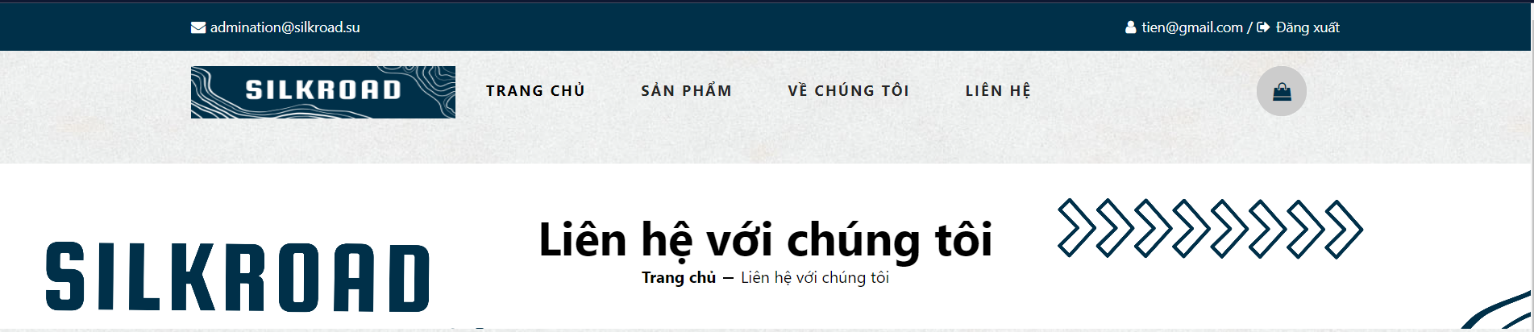 admination@silkroad.su
tien@gmail.com / Đăng xuất
SILKROAD
TRANG CHỦ SẢN PHẨM VỀ CHÚNG TÔI LIÊN HỆ
Liên hệ với chúng tôi
Trang chủ — Liên hệ với chúng tôi
SILKROAD